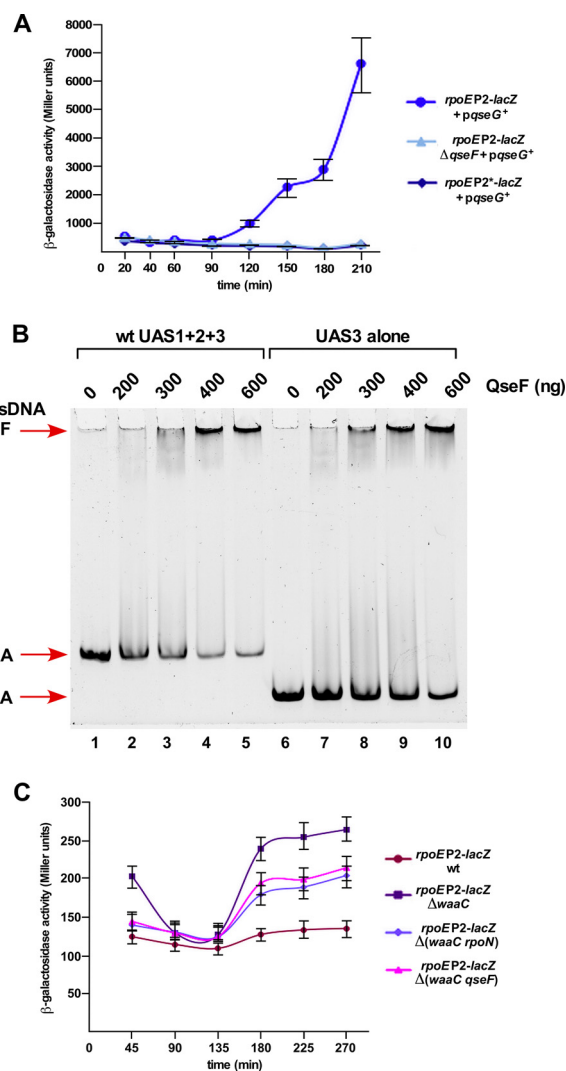 A
β-galactosidase activity (Miller units)
8000
7000
6000
5000
4000
3000
2000
1000
0 20 40 60 90 120 150 180 210
time (min)
rpoEP2-lacZ
+ pqseG⁺
rpoEP2-lacZ
ΔqseF+pqseG⁺
rpoEP2*-lacZ
+ pqseG⁺
B
wt UAS1+2+3 UAS3 alone
0 200 300 400 600 0 200 300 400 600 QseF (ng)
sDNA
F
A
A
1 2 3 4 5 6 7 8 9 10
C
β-galactosidase activity (Miller units)
300
250
200
150
100
50
0 45 90 135 180 225 270
time (min)
rpoEP2-lacZ
wt
rpoEP2-lacZ
ΔwaaC
rpoEP2-lacZ
Δ(waaC rpoN)
rpoEP2-lacZ
Δ(waaC qseF)